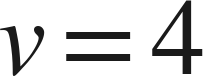 ν = 4